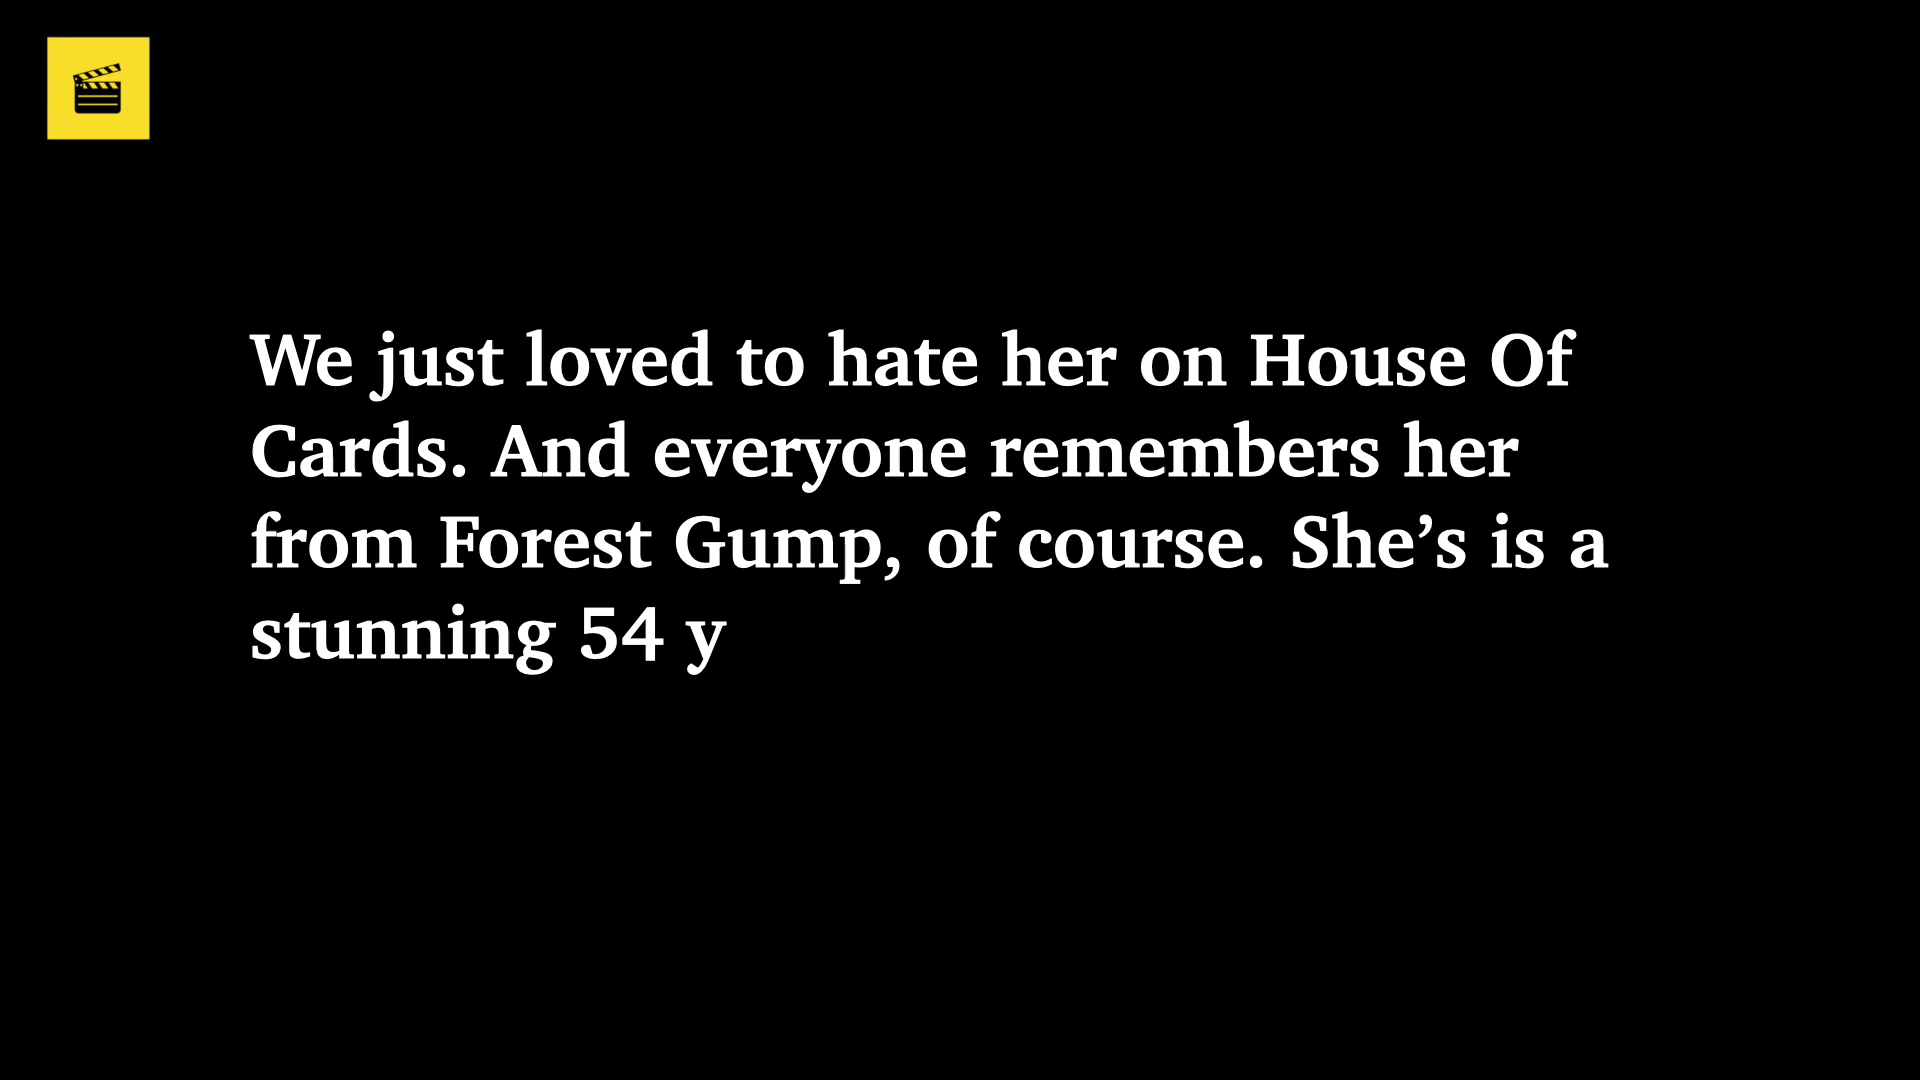 We just loved to hate her on House Of
Cards. And everyone remembers her
from Forest Gump, of course. She’s is a
stunning 54 y